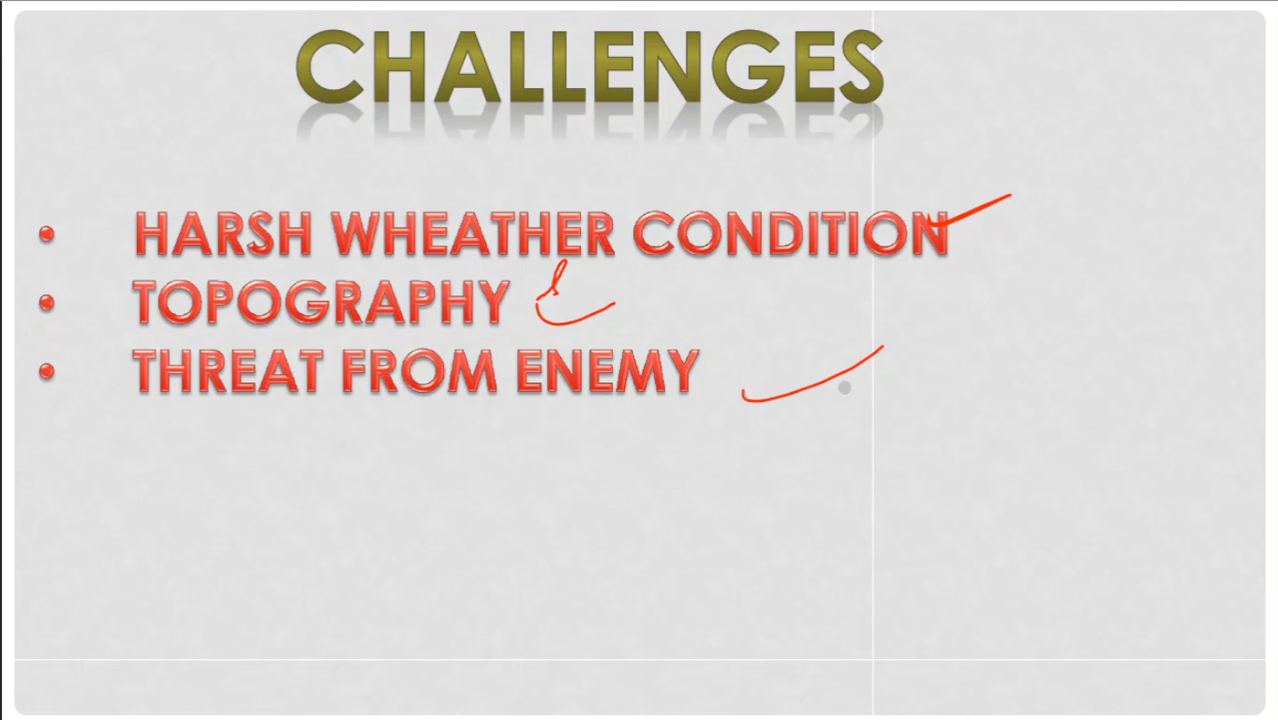 CHALLENGES
• HARSH WHEATHER CONDITION
• TOPOGRAPHY
• THREAT FROM ENEMY